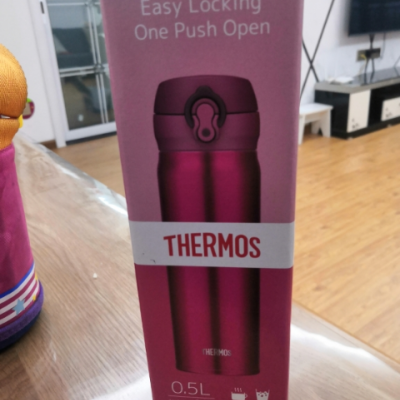 Easy Locking
One Push Open
THERMOS
THERMOS
0.5L